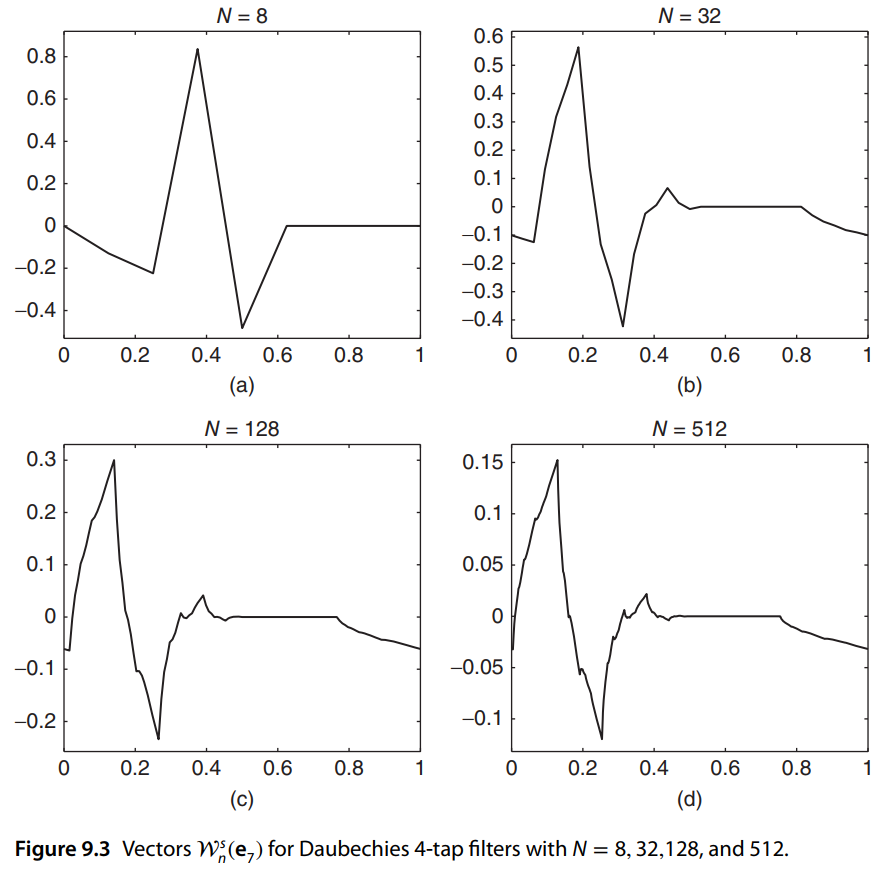 N = 8
0.8
0.6
0.4
0.2
0
−0.2
−0.4
0 0.2 0.4 0.6 0.8 1
(a)
N = 32
0.6
0.5
0.4
0.3
0.2
0.1
0
−0.1
−0.2
−0.3
−0.4
0 0.2 0.4 0.6 0.8 1
(b)
N = 128
0.3
0.2
0.1
0
−0.1
−0.2
0 0.2 0.4 0.6 0.8 1
(c)
N = 512
0.15
0.1
0.05
0
−0.05
−0.1
0 0.2 0.4 0.6 0.8 1
(d)
Figure 9.3 Vectors 𝒲ₙˢ(e₇) for Daubechies 4-tap filters with N = 8, 32,128, and 512.